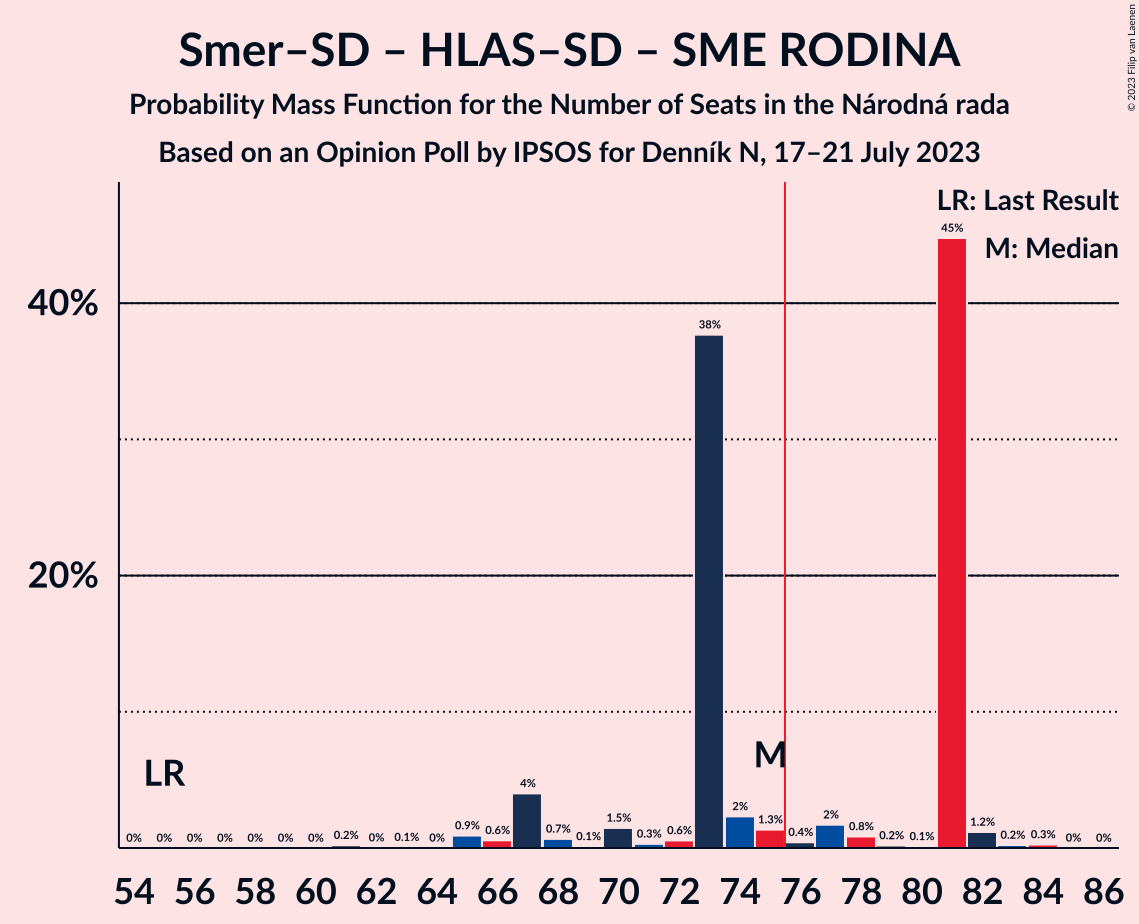 Smer–SD – HLAS–SD – SME RODINA
Probability Mass Function for the Number of Seats in the Národná rada
Based on an Opinion Poll by IPSOS for Denník N, 17–21 July 2023
© 2023 Filip van Laenen
LR: Last Result
M: Median
45%
40%
38%
20%
M
LR
0% 0% 0% 0% 0% 0% 0% 0.2% 0% 0.1% 0% 0.9% 0.6% 4% 0.7% 0.1% 1.5% 0.3% 0.6% 2% 1.3% 0.4% 2% 0.8% 0.2% 0.1% 1.2% 0.2% 0.3% 0% 0%
54 56 58 60 62 64 66 68 70 72 74 76 78 80 82 84 86